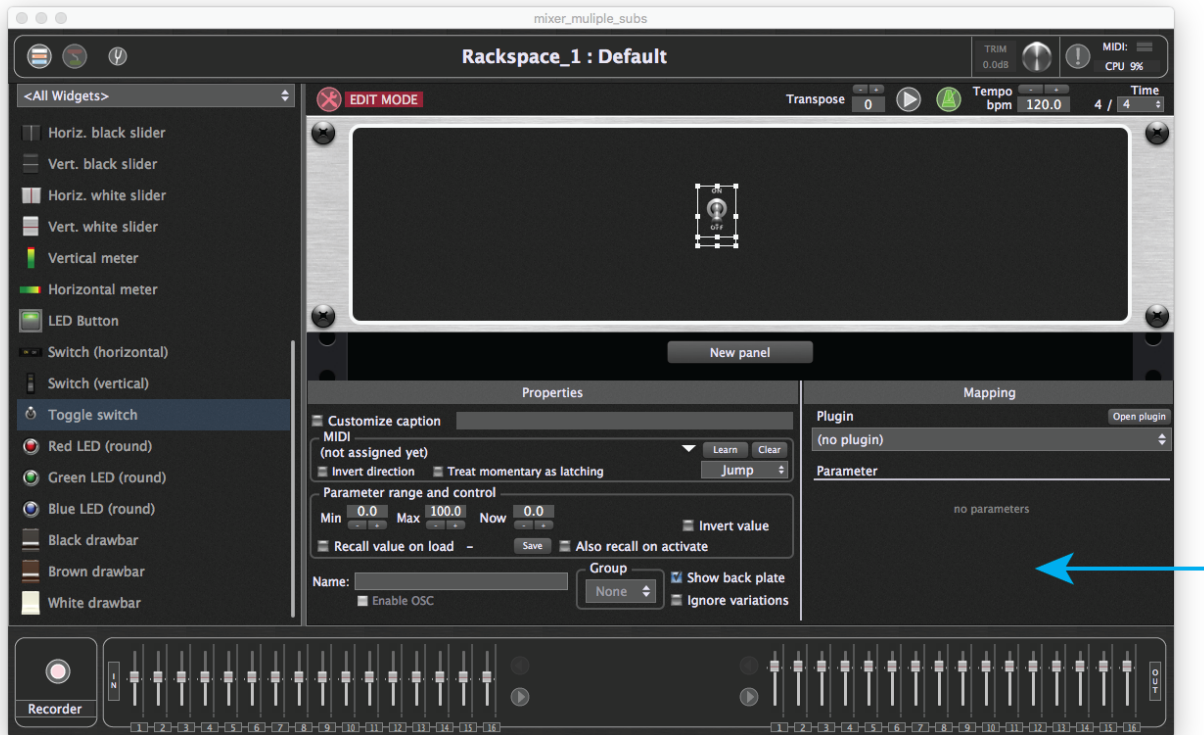 mixer_muliple_subs
Rackspace_1 : Default
TRIM
0.0dB
MIDI:
CPU 9%
<All Widgets>
EDIT MODE
Transpose
0
Tempo
bpm
120.0
Time
4 / 4
Horiz. black slider
Vert. black slider
Horiz. white slider
Vert. white slider
Vertical meter
Horizontal meter
LED Button
Switch (horizontal)
Switch (vertical)
Toggle switch
Red LED (round)
Green LED (round)
Blue LED (round)
Black drawbar
Brown drawbar
White drawbar
ON
OFF
New panel
Properties
Customize caption
MIDI
(not assigned yet)
Learn
Clear
Invert direction
Treat momentary as latching
Jump
Parameter range and control
Min 0.0 Max 100.0 Now 0.0
Invert value
Recall value on load –
Save
Also recall on activate
Name:
Enable OSC
Group
None
Show back plate
Ignore variations
Mapping
Plugin
Open plugin
(no plugin)
Parameter
no parameters
Recorder
IN
1 2 3 4 5 6 7 8 9 10 11 12 13 14 15 16
1 2 3 4 5 6 7 8 9 10 11 12 13 14 15 16
OUT